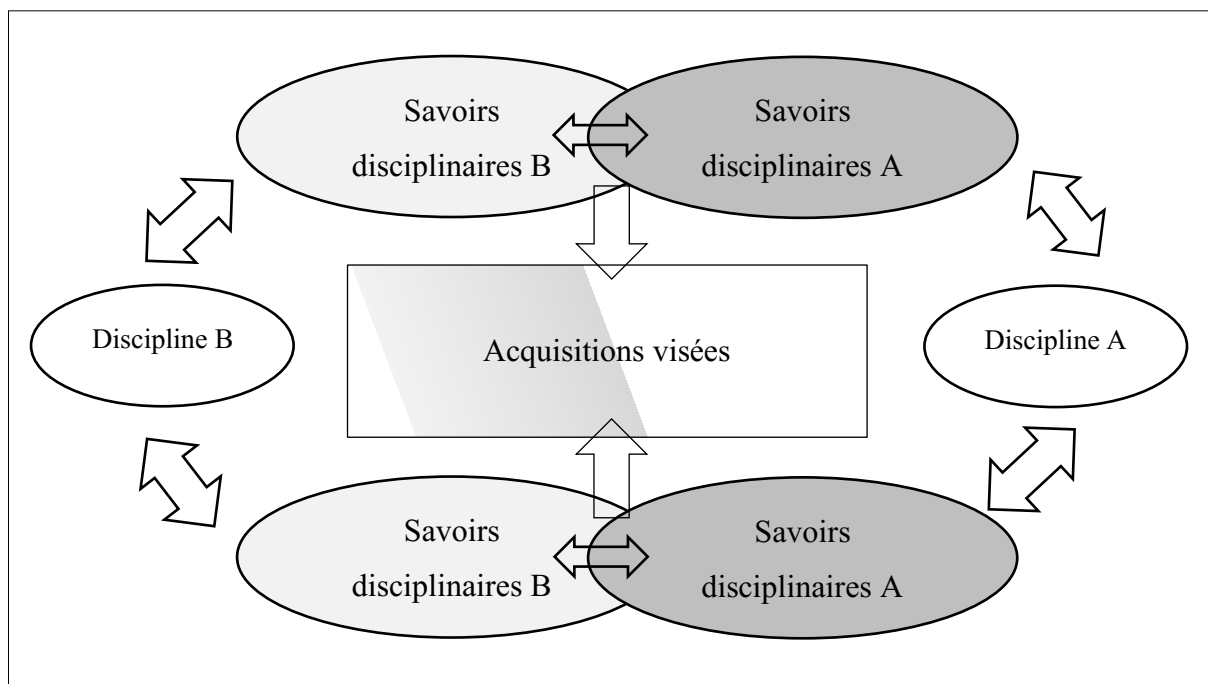 Savoirs
disciplinaires B
Savoirs
disciplinaires A
Discipline B
Acquisitions visées
Discipline A
Savoirs
disciplinaires B
Savoirs
disciplinaires A